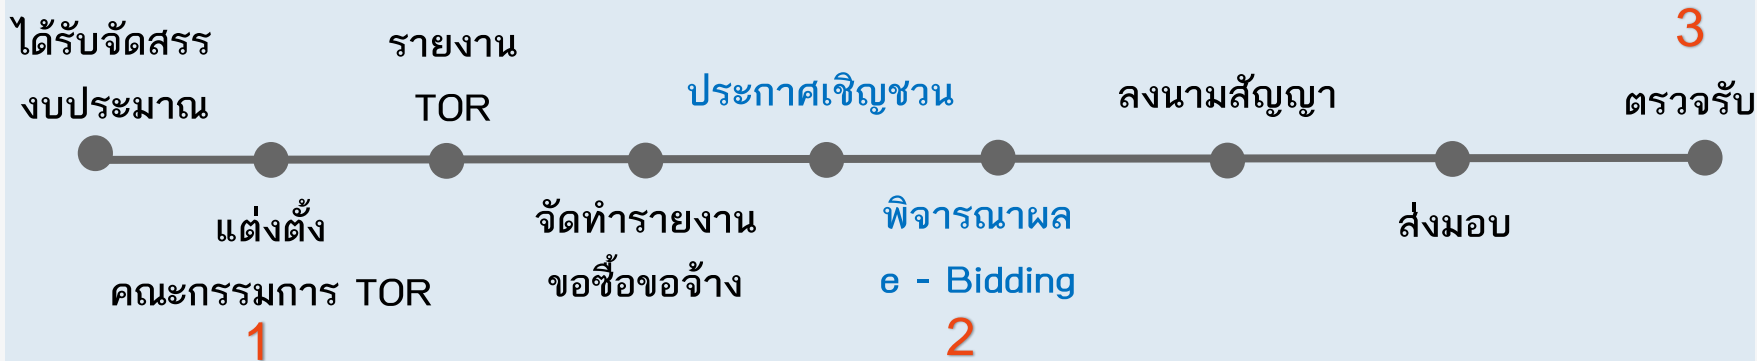 ได้รับจัดสรร
งบประมาณ
แต่งตั้ง
คณะกรรมการ TOR
1
รายงาน
TOR
จัดทำรายงาน
ขอซื้อขอจ้าง
ประกาศเชิญชวน
พิจารณาผล
e - Bidding
2
ลงนามสัญญา
ส่งมอบ
3
ตรวจรับ